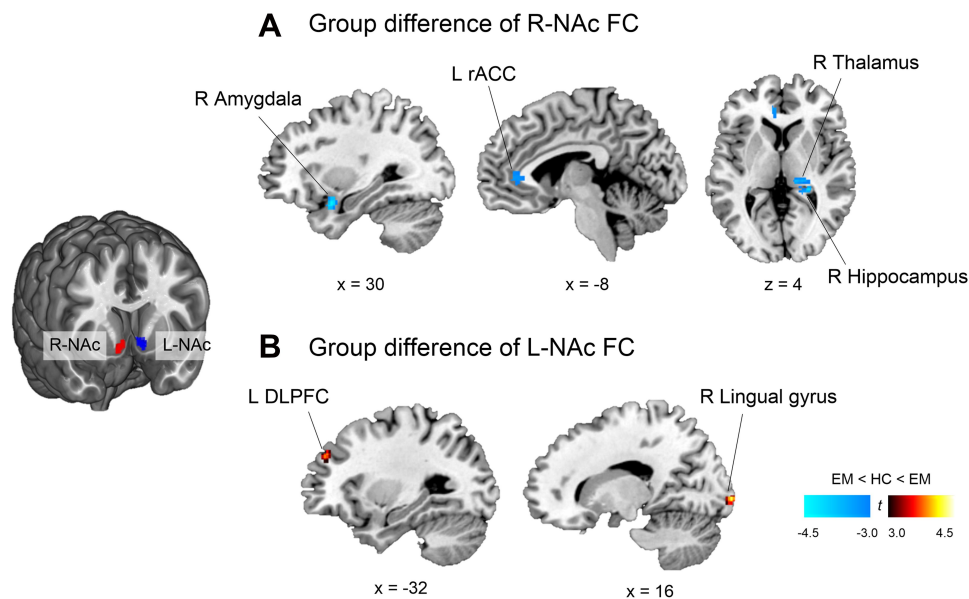 A Group difference of R-NAc FC
R Amygdala
L rACC
R Thalamus
R Hippocampus
x = 30
x = -8
z = 4
R-NAc
L-NAc
B Group difference of L-NAc FC
L DLPFC
R Lingual gyrus
EM < HC < EM
t
-4.5 -3.0 3.0 4.5
x = -32
x = 16